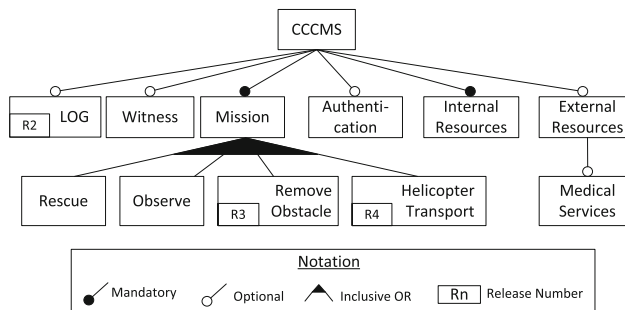 CCCMS
LOG
R2
Witness
Mission
Authenti-
cation
Internal
Resources
External
Resources
Rescue
Observe
Remove
Obstacle
R3
Helicopter
Transport
R4
Medical
Services
Notation
Mandatory
Optional
Inclusive OR
Rn
Release Number